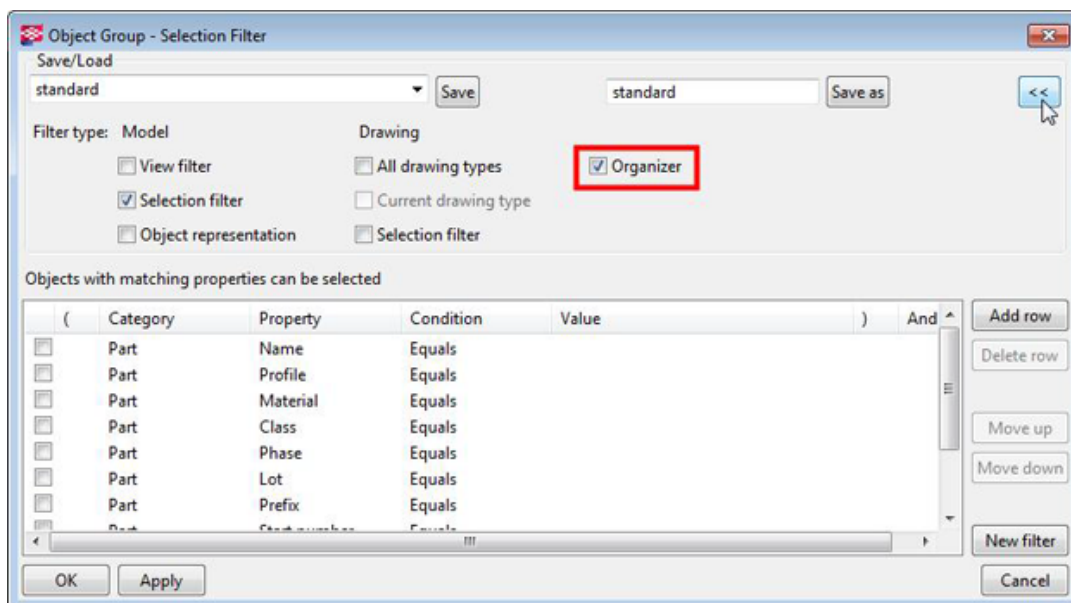 Object Group - Selection Filter
Save/Load
standard Save standard Save as <<
Filter type: Model Drawing
View filter All drawing types Organizer
Selection filter Current drawing type
Object representation Selection filter
Objects with matching properties can be selected
( Category Property Condition Value ) And Add row
Part Name Equals
Part Profile Equals Delete row
Part Material Equals
Part Class Equals Move up
Part Phase Equals
Part Lot Equals Move down
Part Prefix Equals
Part Start number Equals
New filter
OK Apply Cancel